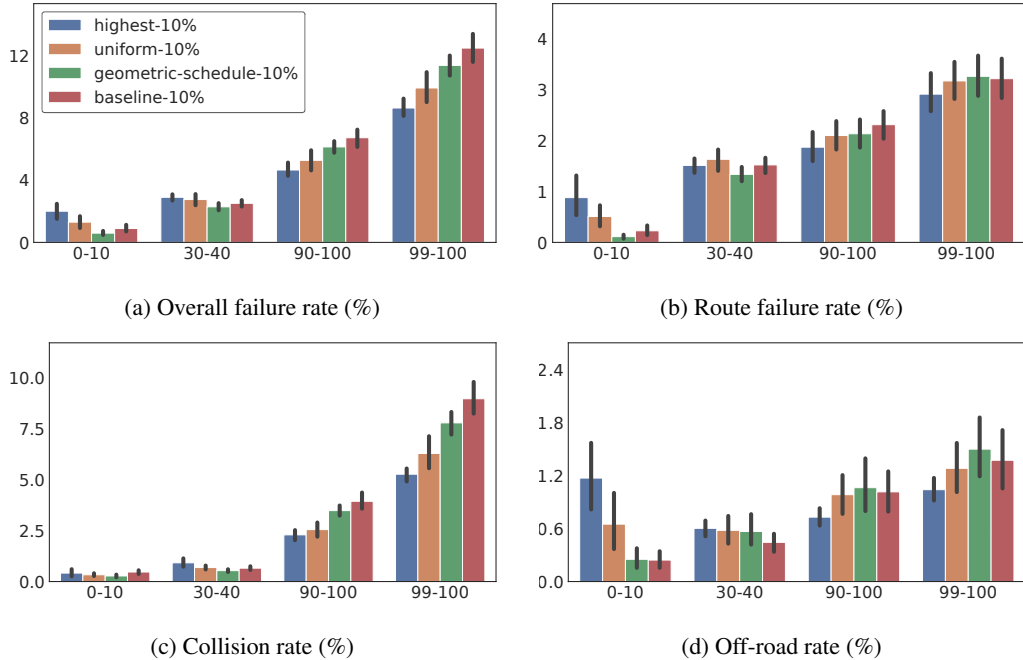 highest-10%
uniform-10%
geometric-schedule-10%
baseline-10%
12
8
4
0
0-10 30-40 90-100 99-100
(a) Overall failure rate (%)
4
3
2
1
0
0-10 30-40 90-100 99-100
(b) Route failure rate (%)
10.0
7.5
5.0
2.5
0.0
0-10 30-40 90-100 99-100
(c) Collision rate (%)
2.4
1.8
1.2
0.6
0.0
0-10 30-40 90-100 99-100
(d) Off-road rate (%)